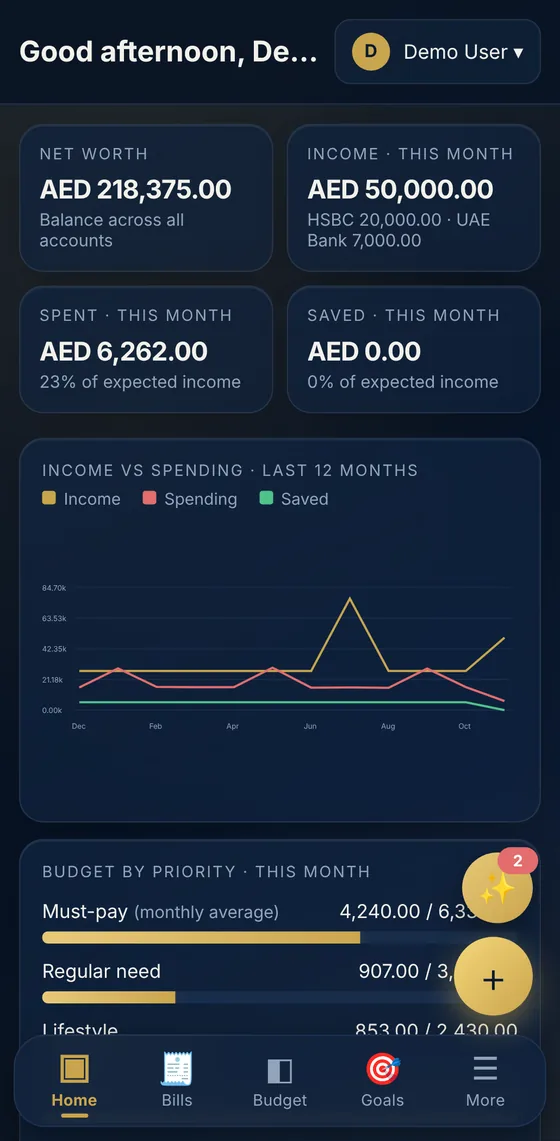 Good afternoon, De...
D
Demo User ▾
NET WORTH
AED 218,375.00
Balance across all
accounts
INCOME · THIS MONTH
AED 50,000.00
HSBC 20,000.00 · UAE
Bank 7,000.00
SPENT · THIS MONTH
AED 6,262.00
23% of expected income
SAVED · THIS MONTH
AED 0.00
0% of expected income
INCOME VS SPENDING · LAST 12 MONTHS
Income Spending Saved
84.70k
63.53k
42.35k
21.18k
0.00k
Dec Feb Apr Jun Aug Oct
2
BUDGET BY PRIORITY · THIS MONTH
Must-pay (monthly average) 4,240.00 / 6,33
Regular need 907.00 / 3,
+
Lifestyle 853.00 / 2,430.00
Home Bills Budget Goals More